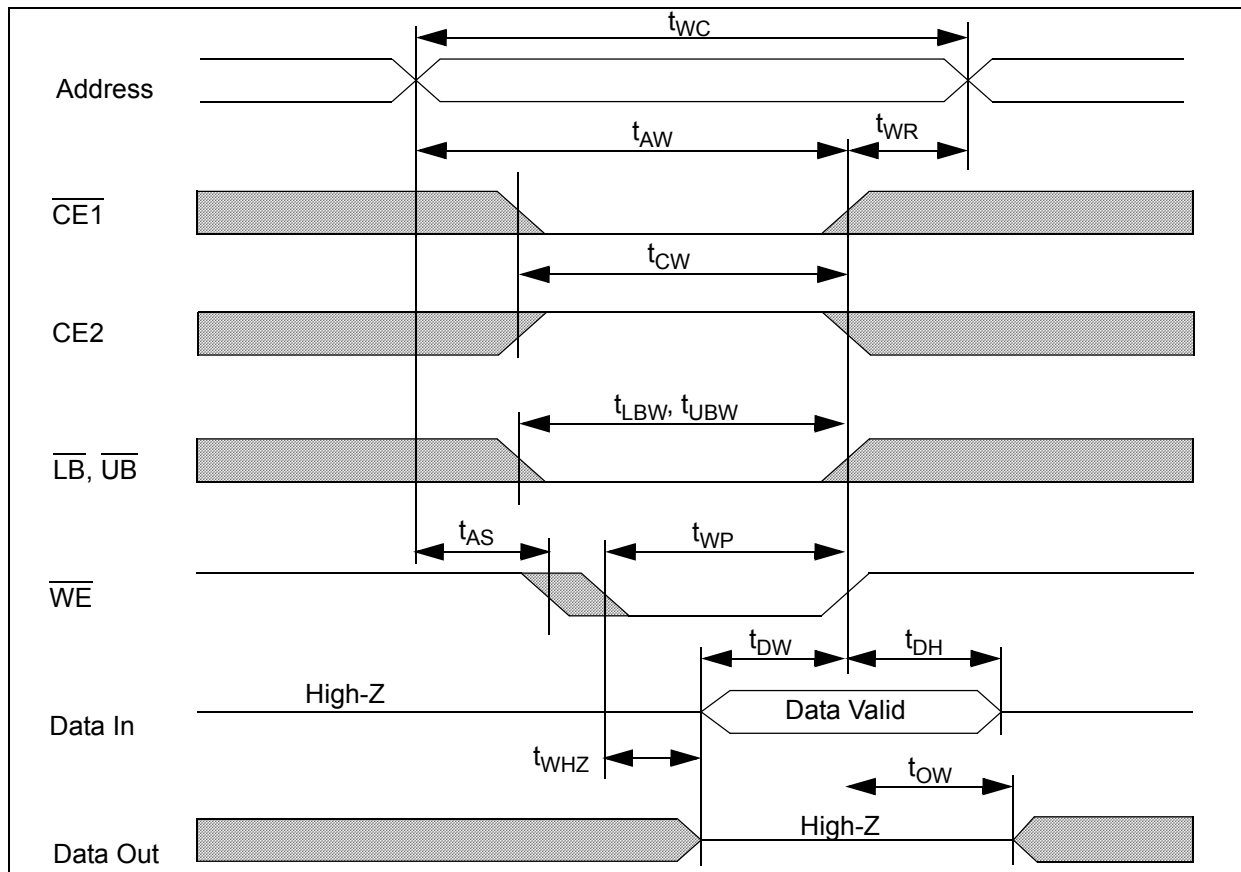 tWC
Address
tAW
tWR
CE1
tCW
CE2
tLBW, tUBW
LB, UB
tAS
tWP
WE
tDW
tDH
High-Z
Data Valid
Data In
tWHZ
tOW
High-Z
Data Out